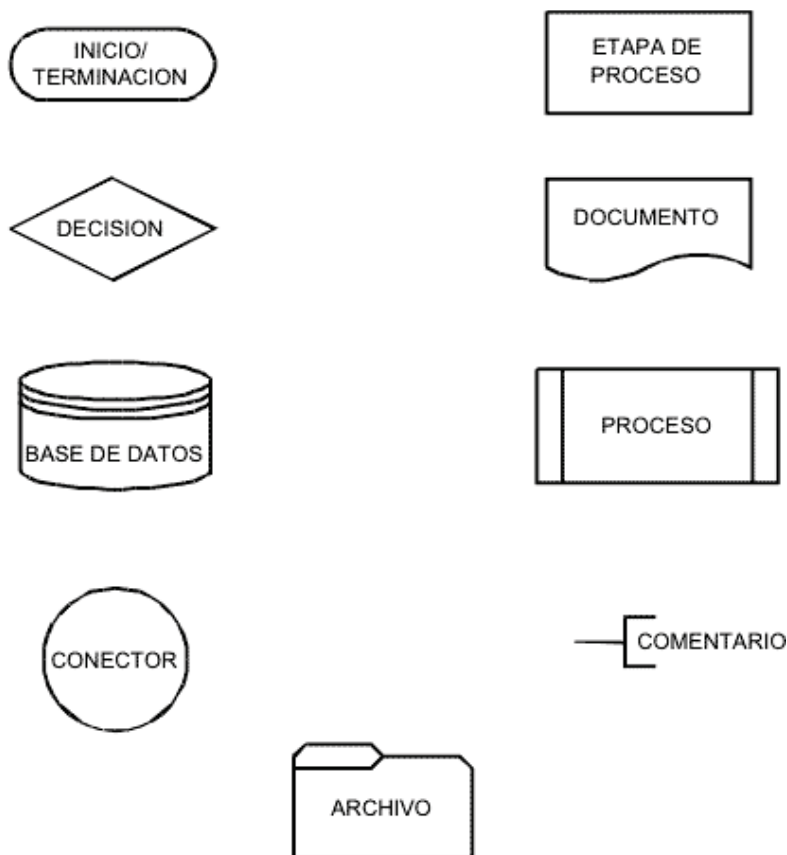 INICIO/
TERMINACION
ETAPA DE
PROCESO
DECISION
DOCUMENTO
BASE DE DATOS
PROCESO
CONECTOR
COMENTARIO
ARCHIVO